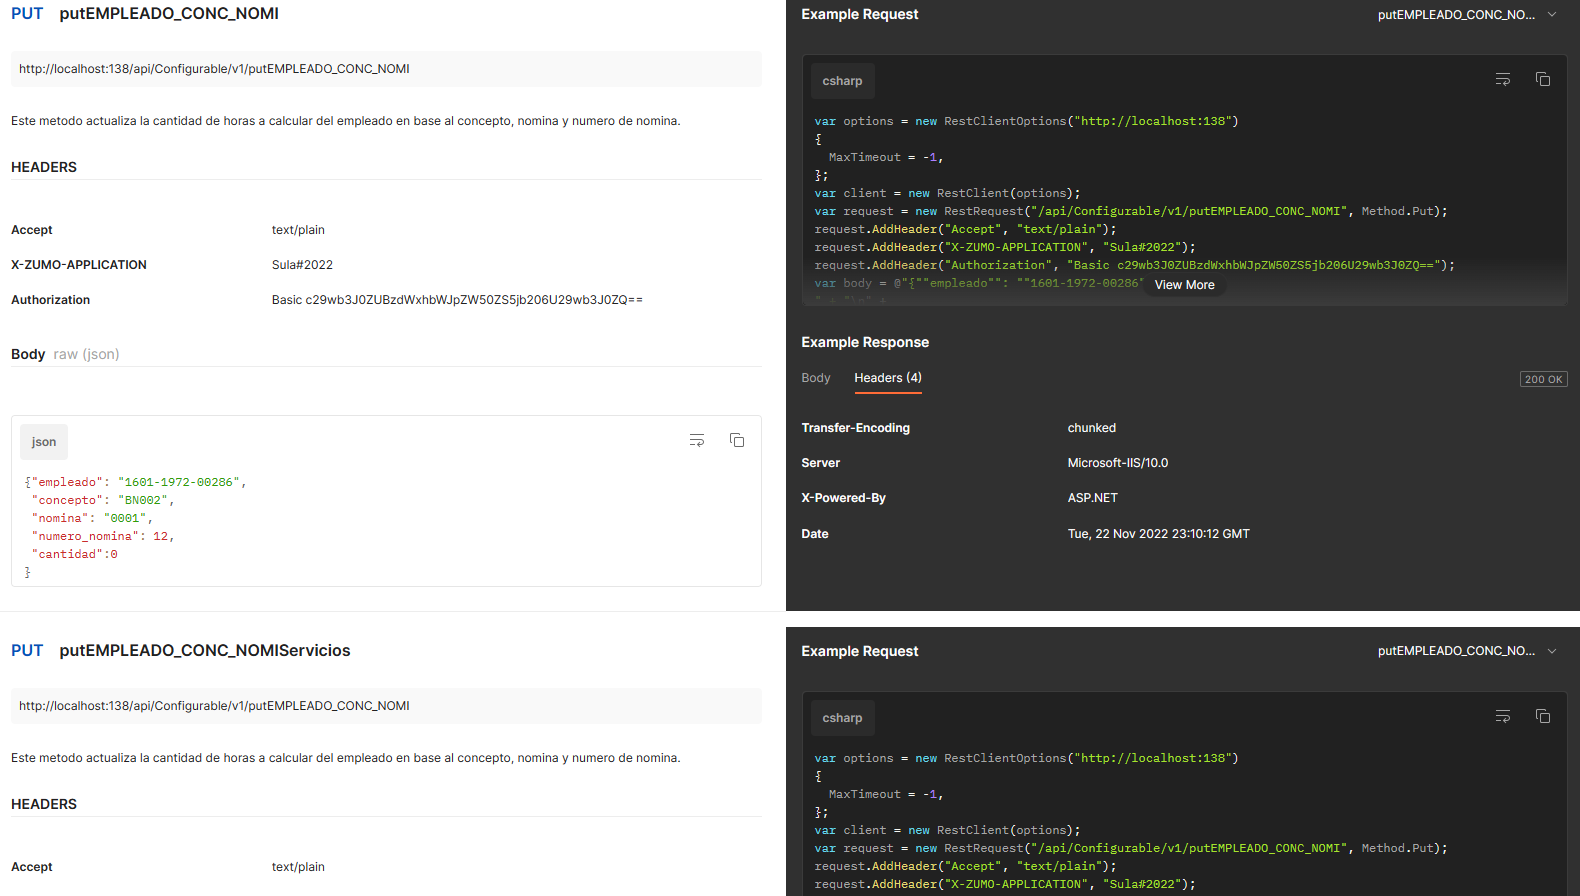 PUT putEMPLEADO_CONC_NOMI
http://localhost:138/api/Configurable/v1/putEMPLEADO_CONC_NOMI
Este metodo actualiza la cantidad de horas a calcular del empleado en base al concepto, nomina y numero de nomina.
HEADERS
Accept text/plain
X-ZUMO-APPLICATION Sula#2022
Authorization Basic c29wb3J0ZUBzdWxhbWJpZW50ZS5jb206U29wb3J0ZQ==
Body raw (json)
json
{"empleado": "1601-1972-00286",
"concepto": "BN002",
"nomina": "0001",
"numero_nomina": 12,
"cantidad":0
}
Example Request putEMPLEADO_CONC_NO...
csharp
var options = new RestClientOptions("http://localhost:138")
{
MaxTimeout = -1,
};
var client = new RestClient(options);
var request = new RestRequest("/api/Configurable/v1/putEMPLEADO_CONC_NOMI", Method.Put);
request.AddHeader("Accept", "text/plain");
request.AddHeader("X-ZUMO-APPLICATION", "Sula#2022");
request.AddHeader("Authorization", "Basic c29wb3J0ZUBzdWxhbWJpZW50ZS5jb206U29wb3J0ZQ==");
var body = @"{""empleado"": ""1601-1972-00286"
" + "\n" +
View More
Example Response
Body Headers (4) 200 OK
Transfer-Encoding chunked
Server Microsoft-IIS/10.0
X-Powered-By ASP.NET
Date Tue, 22 Nov 2022 23:10:12 GMT
PUT putEMPLEADO_CONC_NOMIServicios
http://localhost:138/api/Configurable/v1/putEMPLEADO_CONC_NOMI
Este metodo actualiza la cantidad de horas a calcular del empleado en base al concepto, nomina y numero de nomina.
HEADERS
Accept text/plain
Example Request putEMPLEADO_CONC_NO...
csharp
var options = new RestClientOptions("http://localhost:138")
{
MaxTimeout = -1,
};
var client = new RestClient(options);
var request = new RestRequest("/api/Configurable/v1/putEMPLEADO_CONC_NOMI", Method.Put);
request.AddHeader("Accept", "text/plain");
request.AddHeader("X-ZUMO-APPLICATION", "Sula#2022");